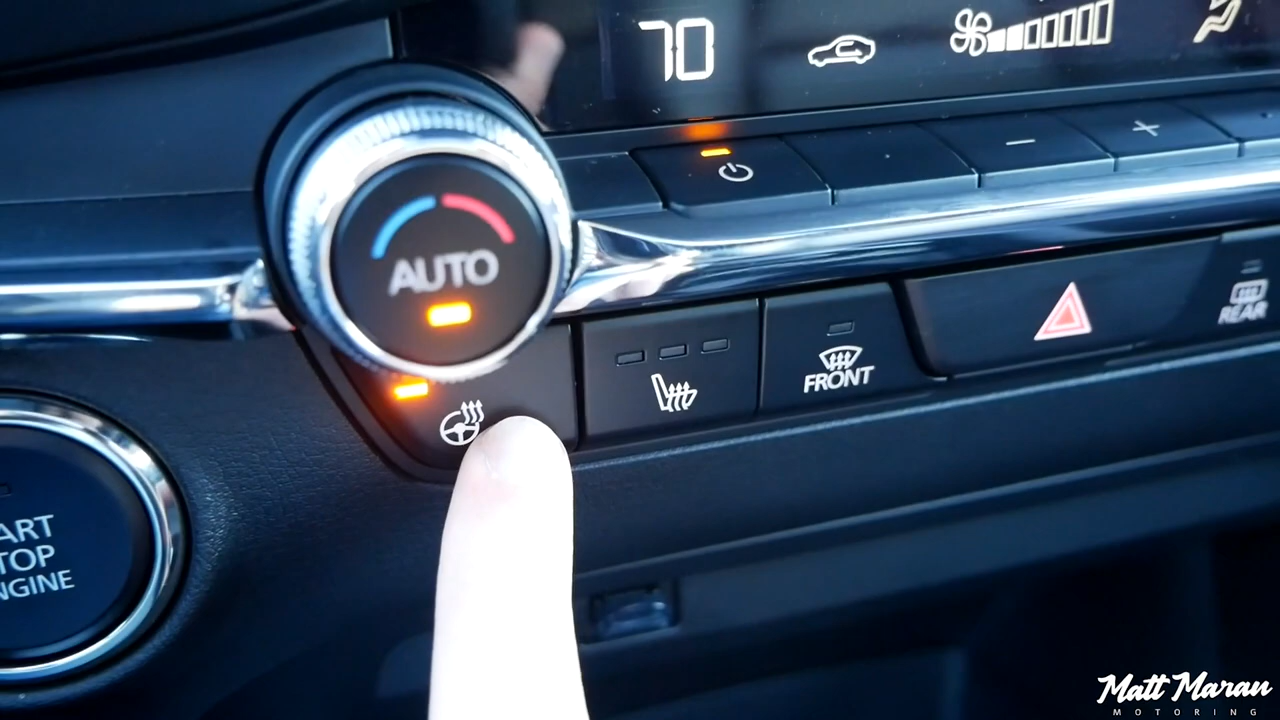 70
AUTO
FRONT
REAR
ART
TOP
NGINE
Matt Maran
MOTORING